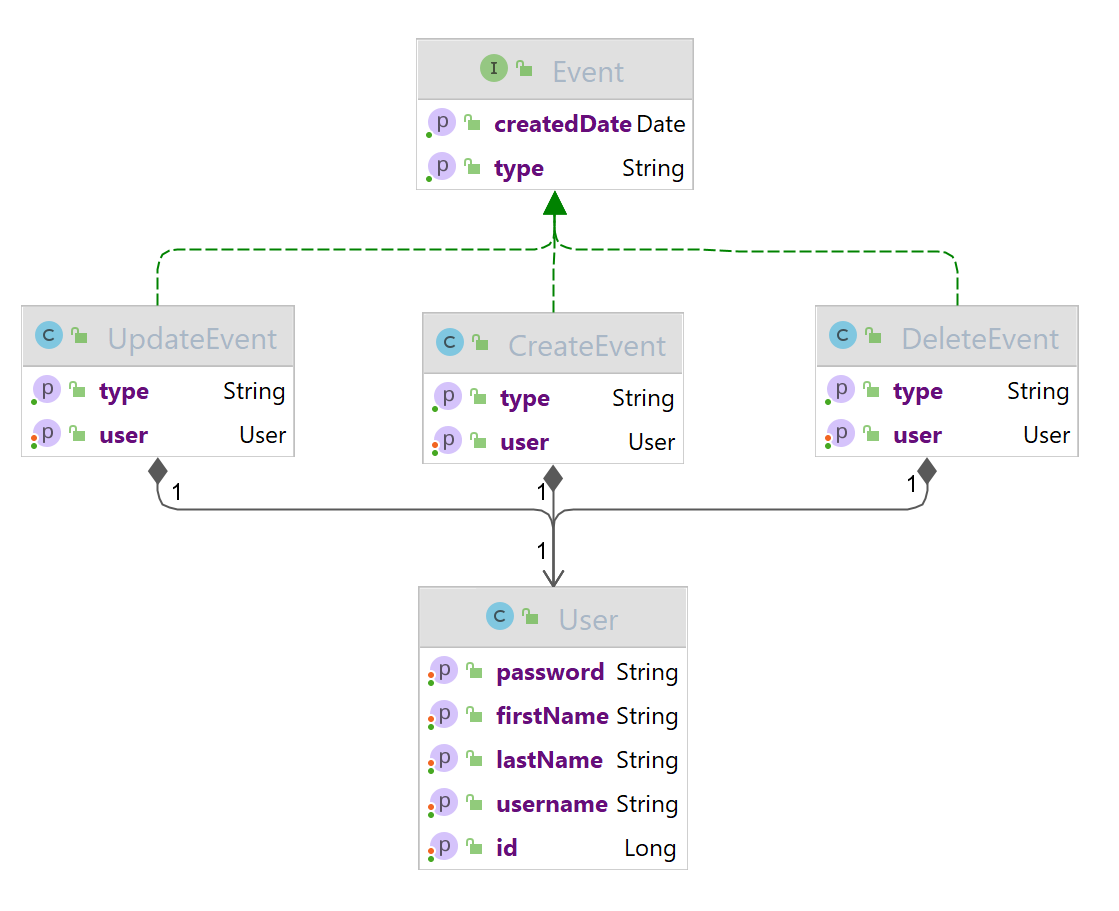 I Event
p createdDate Date
p type String
C UpdateEvent
p type String
p user User
C CreateEvent
p type String
p user User
C DeleteEvent
p type String
p user User
1
1
1
1
C User
p password String
p firstName String
p lastName String
p username String
p id Long